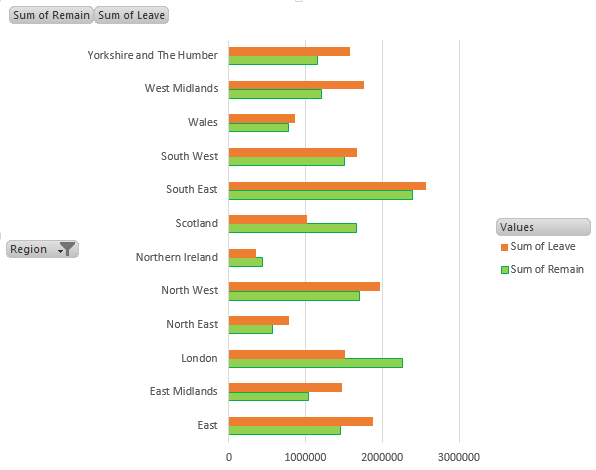 Sum of Remain Sum of Leave
Yorkshire and The Humber
West Midlands
Wales
South West
South East
Scotland
Northern Ireland
North West
North East
London
East Midlands
East
0 1000000 2000000 3000000
Region
Values
Sum of Leave
Sum of Remain